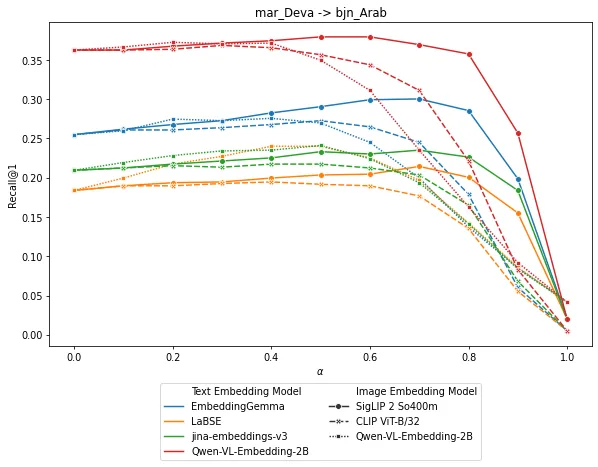 mar_Deva -> bjn_Arab
Recall@1
0.35
0.30
0.25
0.20
0.15
0.10
0.05
0.00
0.0 0.2 0.4 0.6 0.8 1.0
α
Text Embedding Model
EmbeddingGemma
LaBSE
jina-embeddings-v3
Qwen-VL-Embedding-2B
Image Embedding Model
SigLIP 2 So400m
CLIP ViT-B/32
Qwen-VL-Embedding-2B